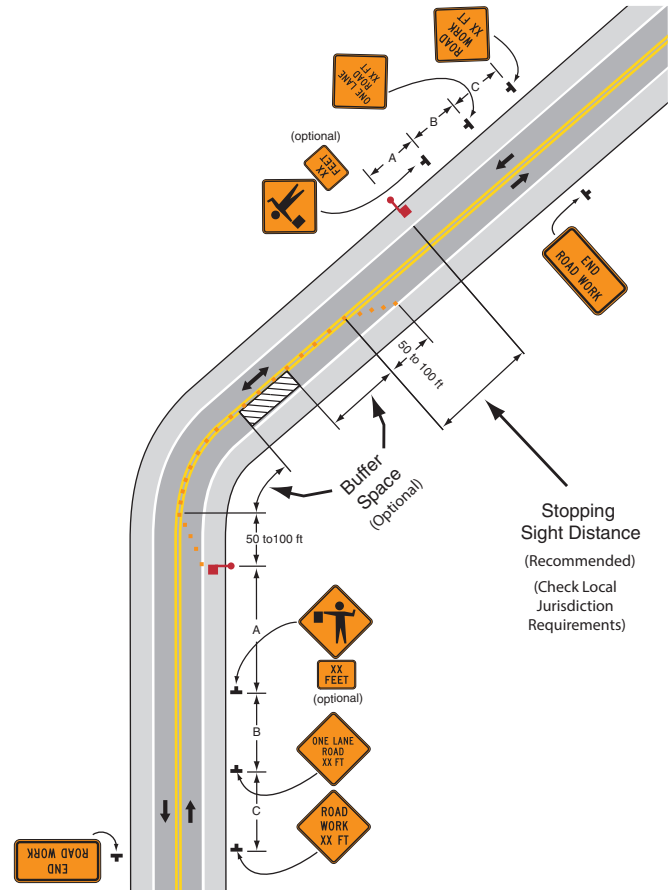 ROAD
WORK
XX FT
ONE LANE
ROAD
XX FT
C
B
A
(optional)
XX
FEET
END
ROAD WORK
50 to 100 ft
Buffer
Space
(Optional)
Stopping
Sight Distance
(Recommended)
(Check Local
Jurisdiction
Requirements)
50 to100 ft
A
XX
FEET
(optional)
B
ONE LANE
ROAD
XX FT
C
ROAD
WORK
XX FT
END
ROAD WORK